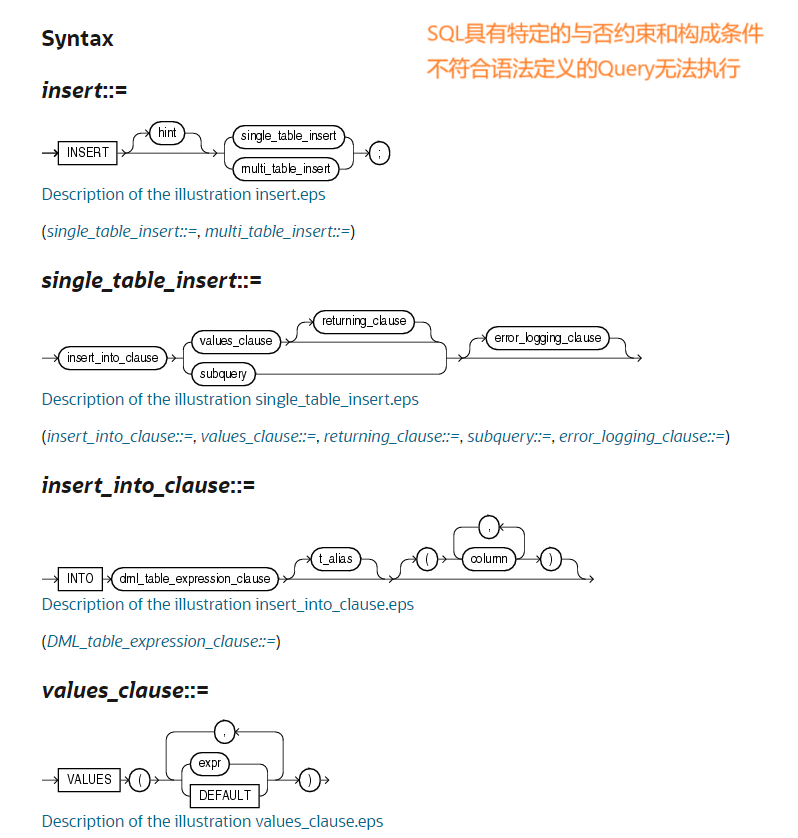 Syntax
SQL具有特定的与否约束和构成条件
不符合语法定义的Query无法执行
insert::=
INSERT
hint
single_table_insert
multi_table_insert
;
Description of the illustration insert.eps
(single_table_insert::=, multi_table_insert::=)
single_table_insert::=
insert_into_clause
values_clause
returning_clause
subquery
error_logging_clause
Description of the illustration single_table_insert.eps
(insert_into_clause::=, values_clause::=, returning_clause::=, subquery::=, error_logging_clause::=)
insert_into_clause::=
INTO
dml_table_expression_clause
t_alias
(
,
column
)
Description of the illustration insert_into_clause.eps
(DML_table_expression_clause::=)
values_clause::=
VALUES
(
,
expr
DEFAULT
)
Description of the illustration values_clause.eps